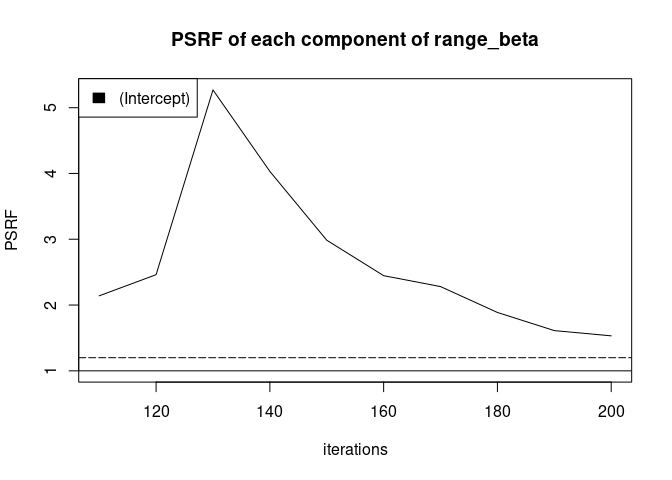 PSRF of each component of range_beta
(Intercept)
PSRF
5
4
3
2
1
120 140 160 180 200
iterations